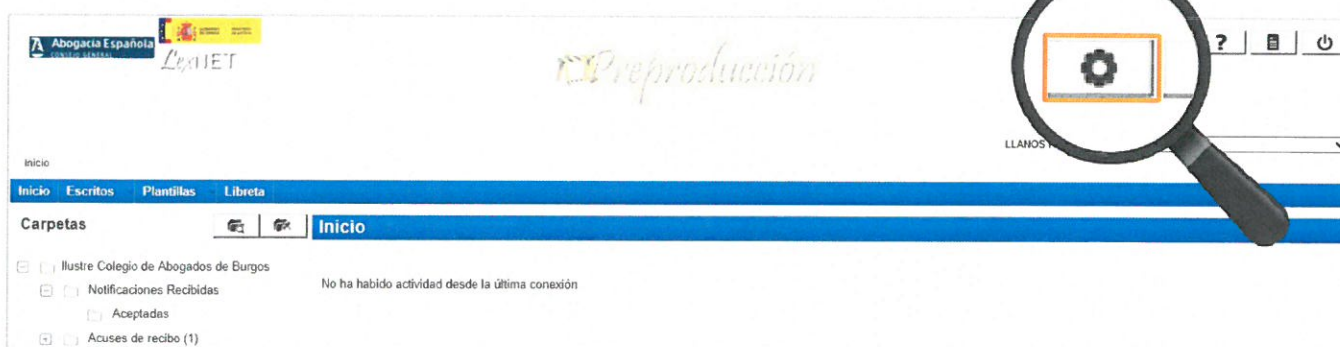 Abogacía Española
CONSEJO GENERAL
LexNET
Preproducción
?
LLANOS
Inicio
Inicio Escritos Plantillas Libreta
Carpetas
Inicio
Ilustre Colegio de Abogados de Burgos
No ha habido actividad desde la última conexión
Notificaciones Recibidas
Aceptadas
Acuses de recibo (1)